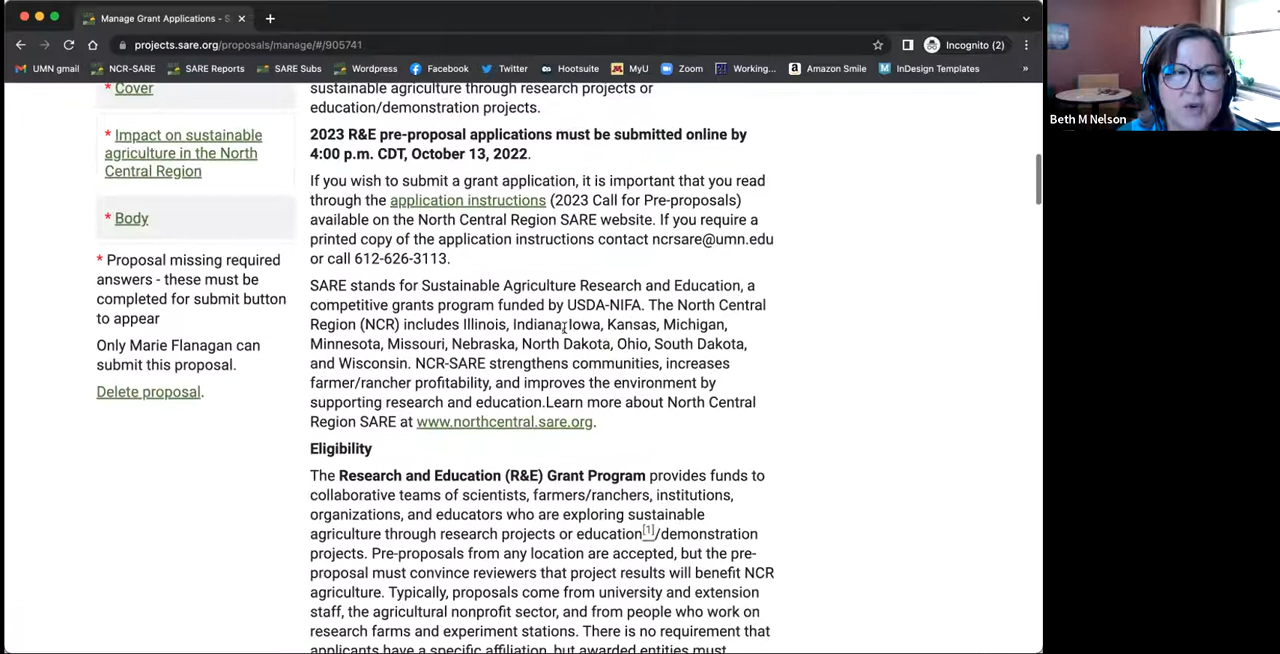 Manage Grant Applications - S
projects.sare.org/proposals/manage/#/905741
Incognito (2)
UMN gmail
NCR-SARE
SARE Reports
SARE Subs
Wordpress
Facebook
Twitter
Hootsuite
MyU
Zoom
Working...
Amazon Smile
InDesign Templates
»
Beth M Nelson
* Cover
* Impact on sustainable
agriculture in the North
Central Region
* Body
* Proposal missing required
answers - these must be
completed for submit button
to appear
Only Marie Flanagan can
submit this proposal.
Delete proposal.
sustainable agriculture through research projects or
education/demonstration projects.
2023 R&E pre-proposal applications must be submitted online by
4:00 p.m. CDT, October 13, 2022.
If you wish to submit a grant application, it is important that you read
through the application instructions (2023 Call for Pre-proposals)
available on the North Central Region SARE website. If you require a
printed copy of the application instructions contact ncrsare@umn.edu
or call 612-626-3113.
SARE stands for Sustainable Agriculture Research and Education, a
competitive grants program funded by USDA-NIFA. The North Central
Region (NCR) includes Illinois, Indiana, Iowa, Kansas, Michigan,
Minnesota, Missouri, Nebraska, North Dakota, Ohio, South Dakota,
and Wisconsin. NCR-SARE strengthens communities, increases
farmer/rancher profitability, and improves the environment by
supporting research and education.Learn more about North Central
Region SARE at www.northcentral.sare.org.
Eligibility
The Research and Education (R&E) Grant Program provides funds to
collaborative teams of scientists, farmers/ranchers, institutions,
organizations, and educators who are exploring sustainable
agriculture through research projects or education[1]/demonstration
projects. Pre-proposals from any location are accepted, but the pre-
proposal must convince reviewers that project results will benefit NCR
agriculture. Typically, proposals come from university and extension
staff, the agricultural nonprofit sector, and from people who work on
research farms and experiment stations. There is no requirement that
applicants have a specific affiliation, but awarded entities must